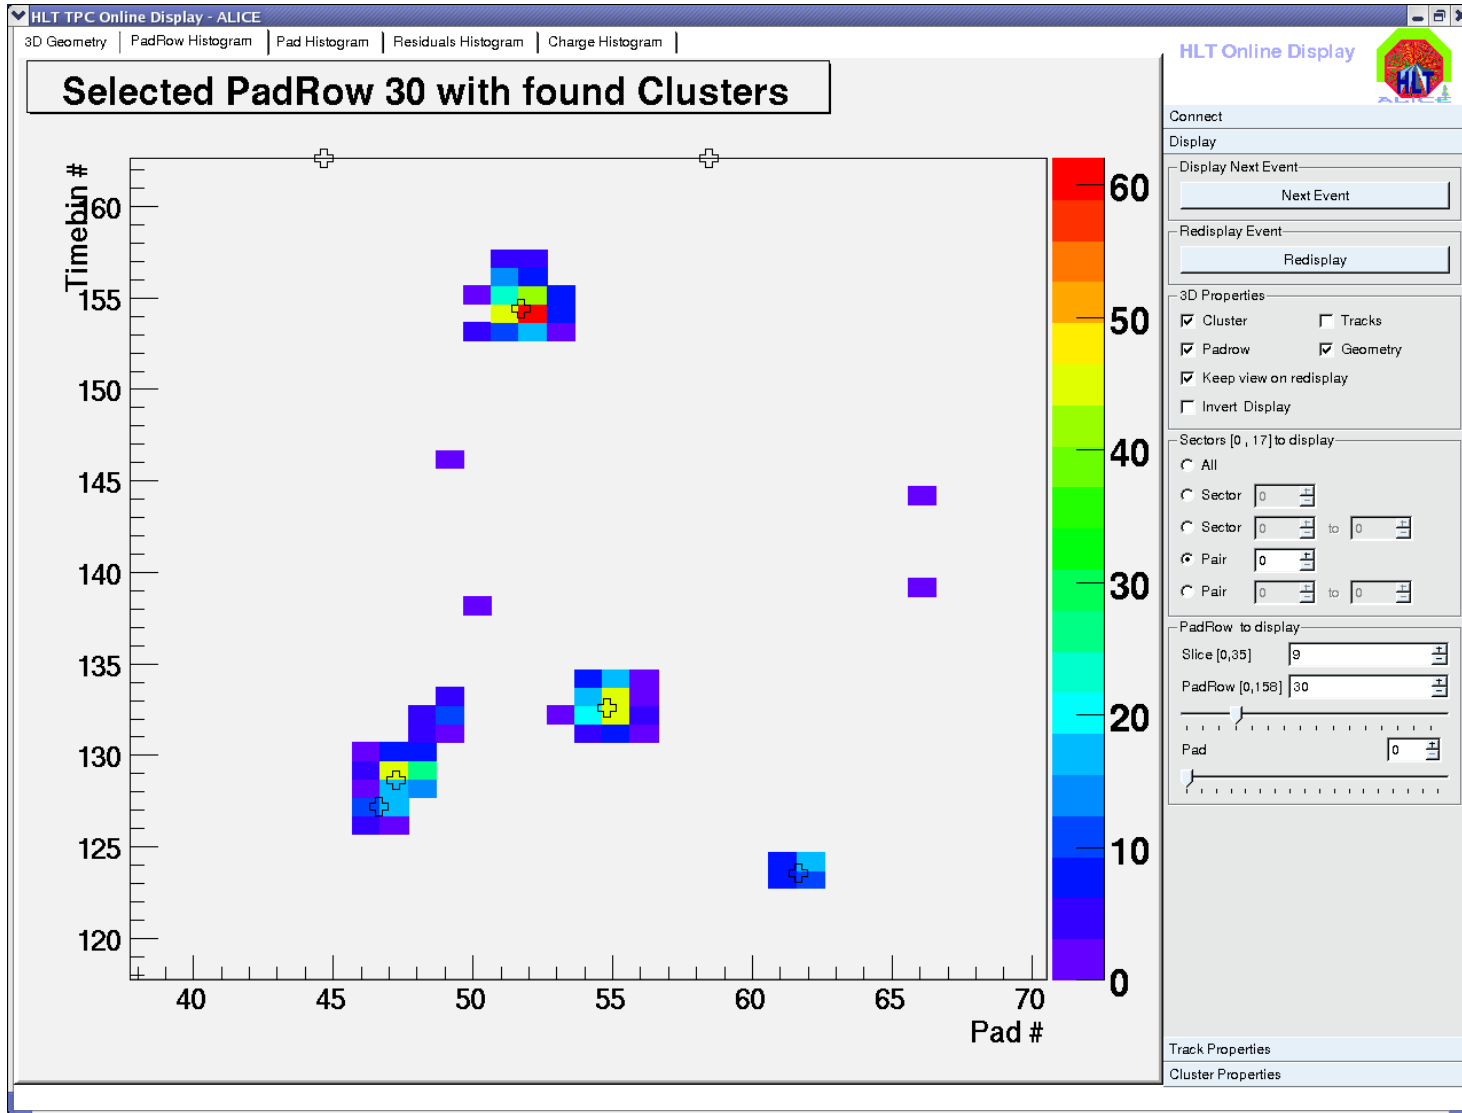 HLT TPC Online Display - ALICE
3D Geometry PadRow Histogram Pad Histogram Residuals Histogram Charge Histogram
Selected PadRow 30 with found Clusters
Timebin #
160
155
150
145
140
135
130
125
120
40 45 50 55 60 65 70
Pad #
60
50
40
30
20
10
0
HLT Online Display
HLT
ALICE
Connect
Display
Display Next Event
Next Event
Redisplay Event
Redisplay
3D Properties
Cluster Tracks
Padrow Geometry
Keep view on redisplay
Invert Display
Sectors [0 , 17] to display
All
Sector 0
Sector 0 to 0
Pair 0
Pair 0 to 0
PadRow to display
Slice [0,35] 9
PadRow [0,158] 30
Pad 0
Track Properties
Cluster Properties